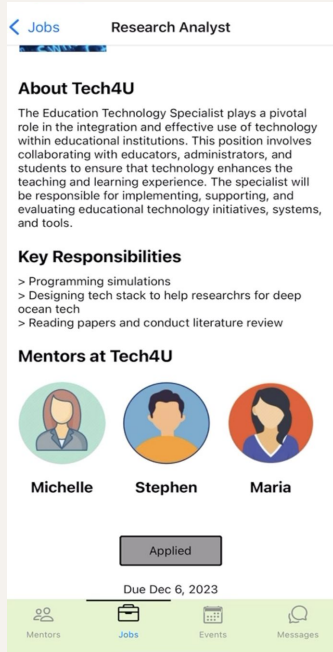 Jobs
Research Analyst
About Tech4U
The Education Technology Specialist plays a pivotal
role in the integration and effective use of technology
within educational institutions. This position involves
collaborating with educators, administrators, and
students to ensure that technology enhances the
teaching and learning experience. The specialist will
be responsible for implementing, supporting, and
evaluating educational technology initiatives, systems,
and tools.
Key Responsibilities
> Programming simulations
> Designing tech stack to help researchrs for deep
ocean tech
> Reading papers and conduct literature review
Mentors at Tech4U
Michelle Stephen Maria
Applied
Due Dec 6, 2023
Mentors Jobs Events Messages